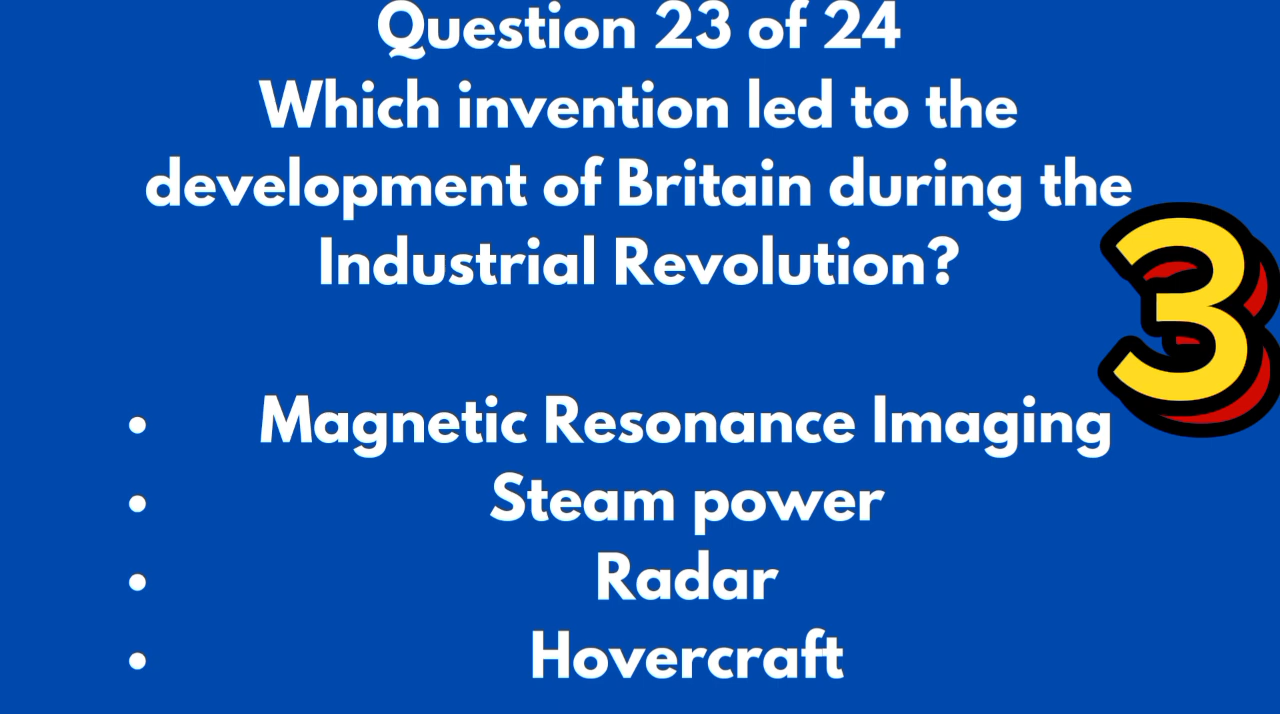 Question 23 of 24
Which invention led to the
development of Britain during the
Industrial Revolution?
3
• Magnetic Resonance Imaging
• Steam power
• Radar
• Hovercraft